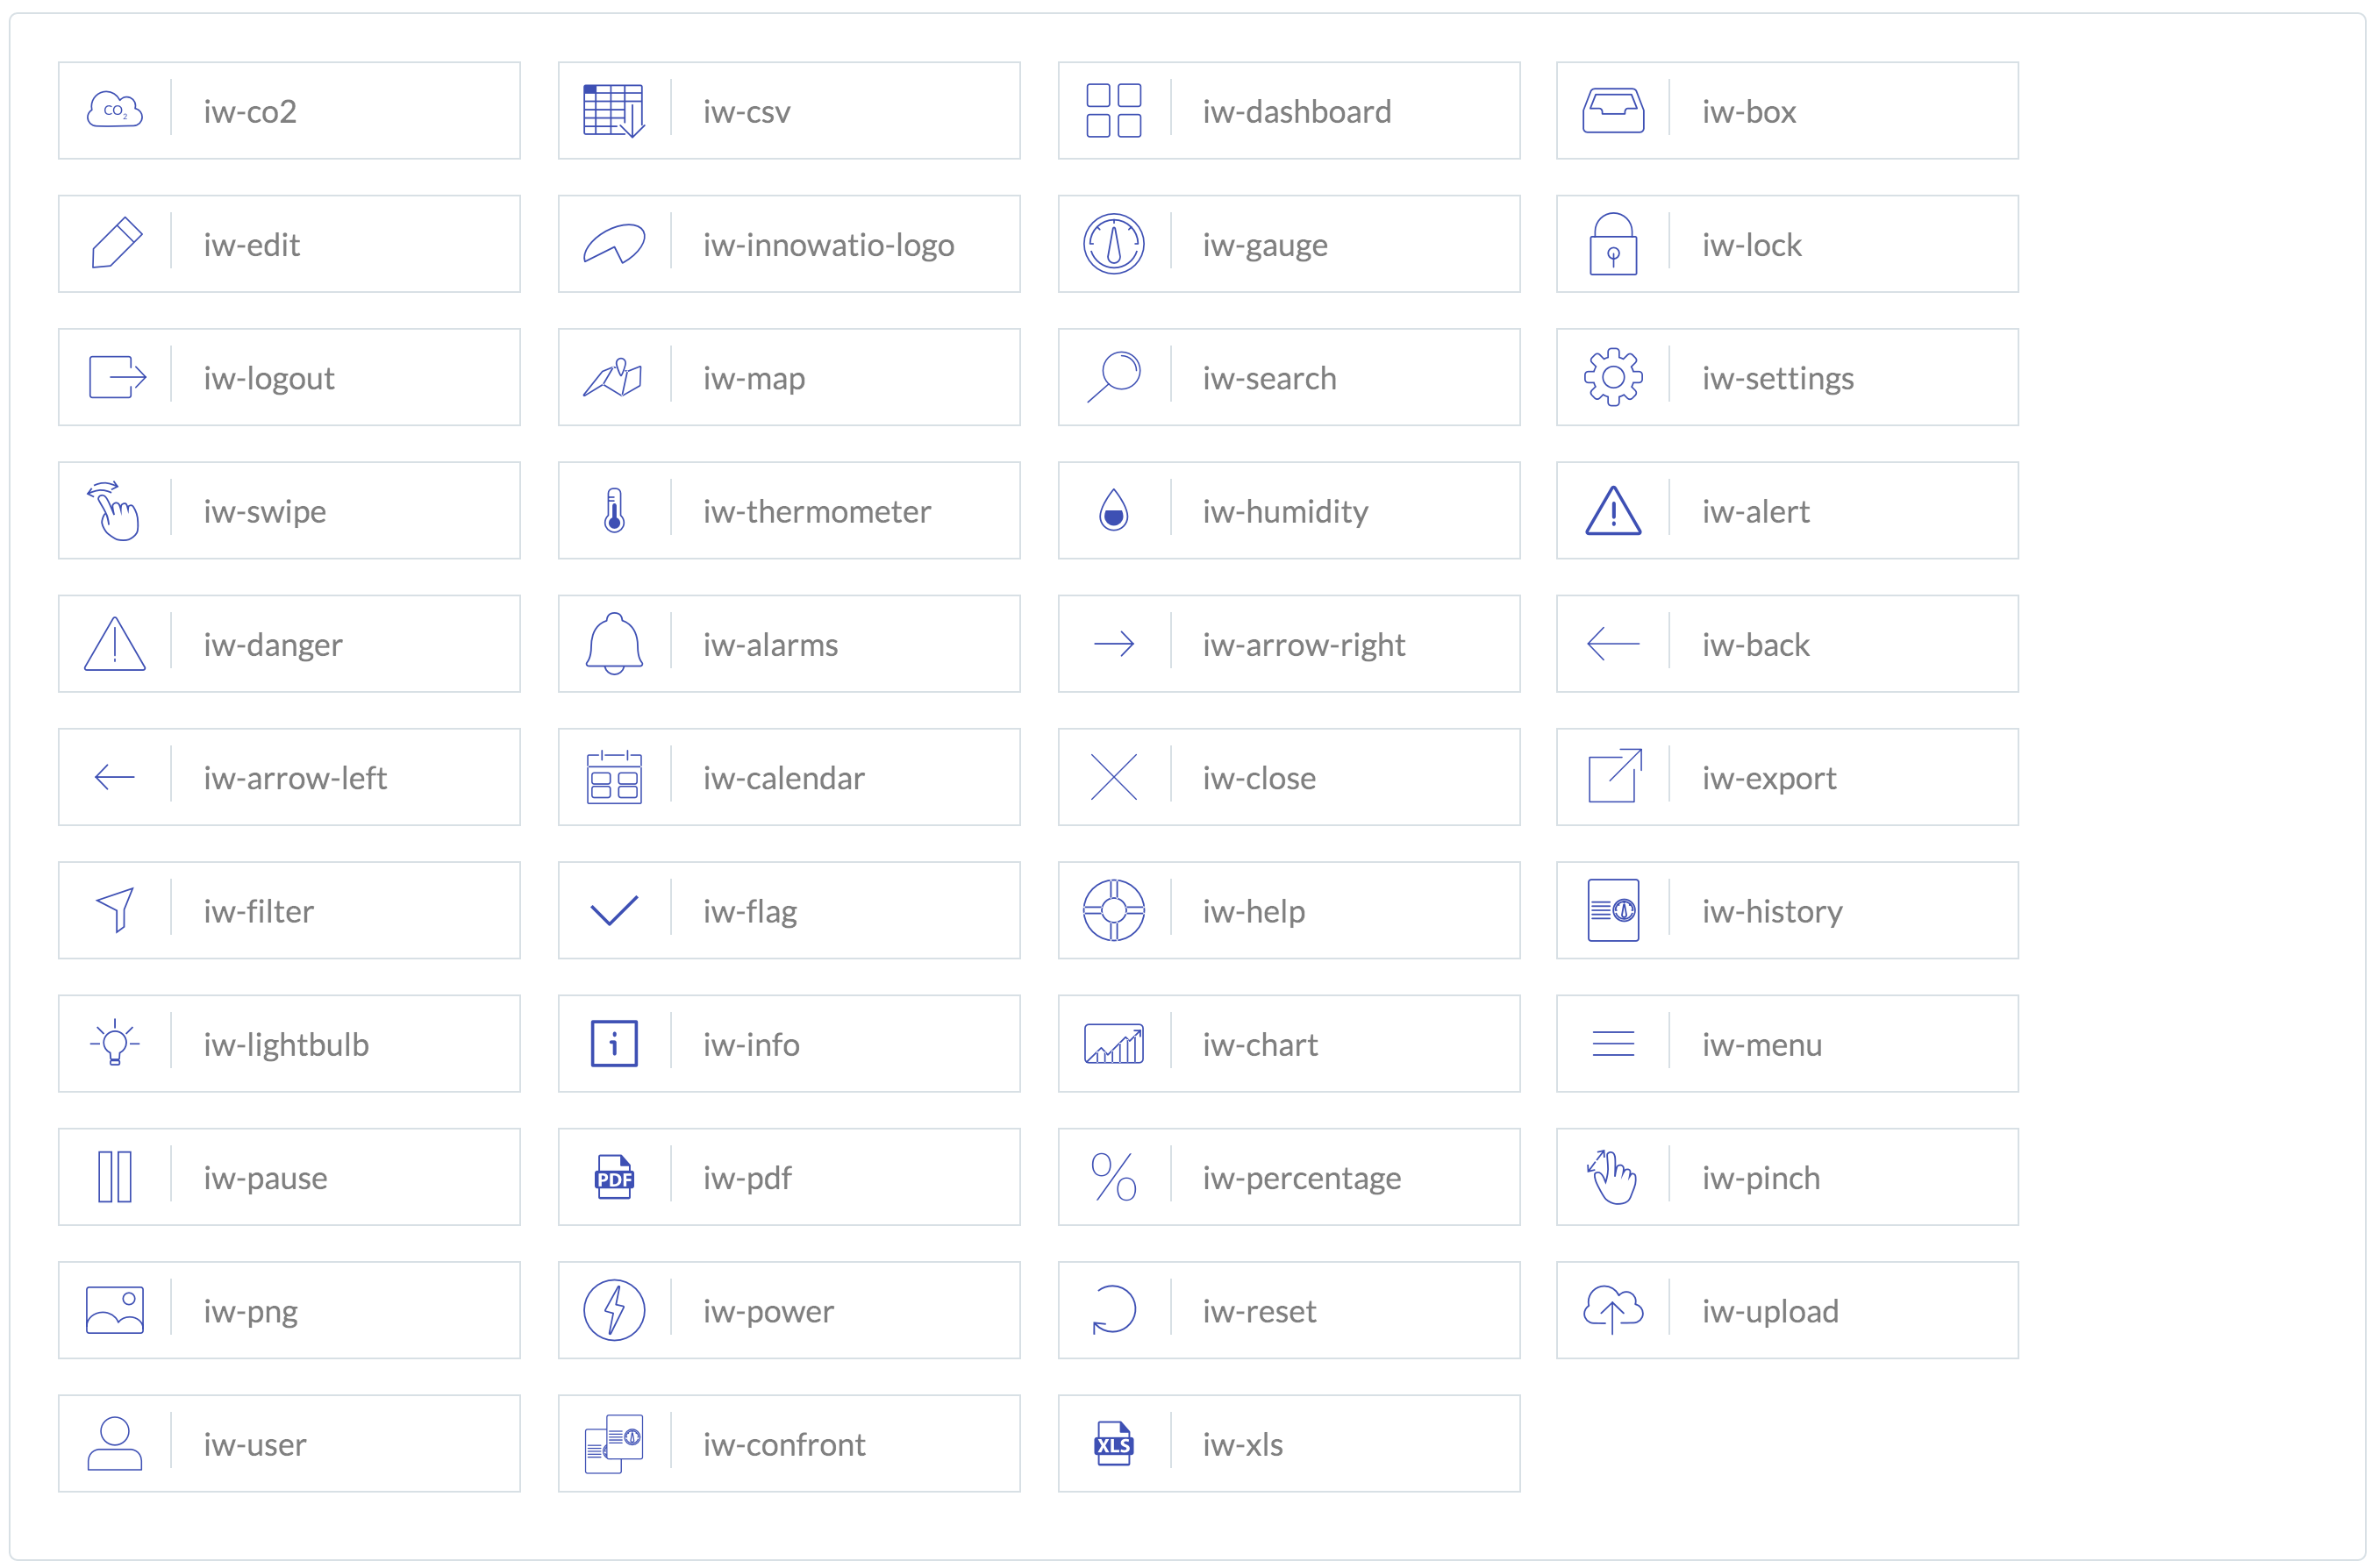 CO2
iw-co2
iw-csv
iw-dashboard
iw-box
iw-edit
iw-innowatio-logo
iw-gauge
iw-lock
iw-logout
iw-map
iw-search
iw-settings
iw-swipe
iw-thermometer
iw-humidity
iw-alert
iw-danger
iw-alarms
iw-arrow-right
iw-back
iw-arrow-left
iw-calendar
iw-close
iw-export
iw-filter
iw-flag
iw-help
iw-history
iw-lightbulb
i
iw-info
iw-chart
iw-menu
iw-pause
PDF
iw-pdf
%
iw-percentage
iw-pinch
iw-png
iw-power
iw-reset
iw-upload
iw-user
iw-confront
XLS
iw-xls